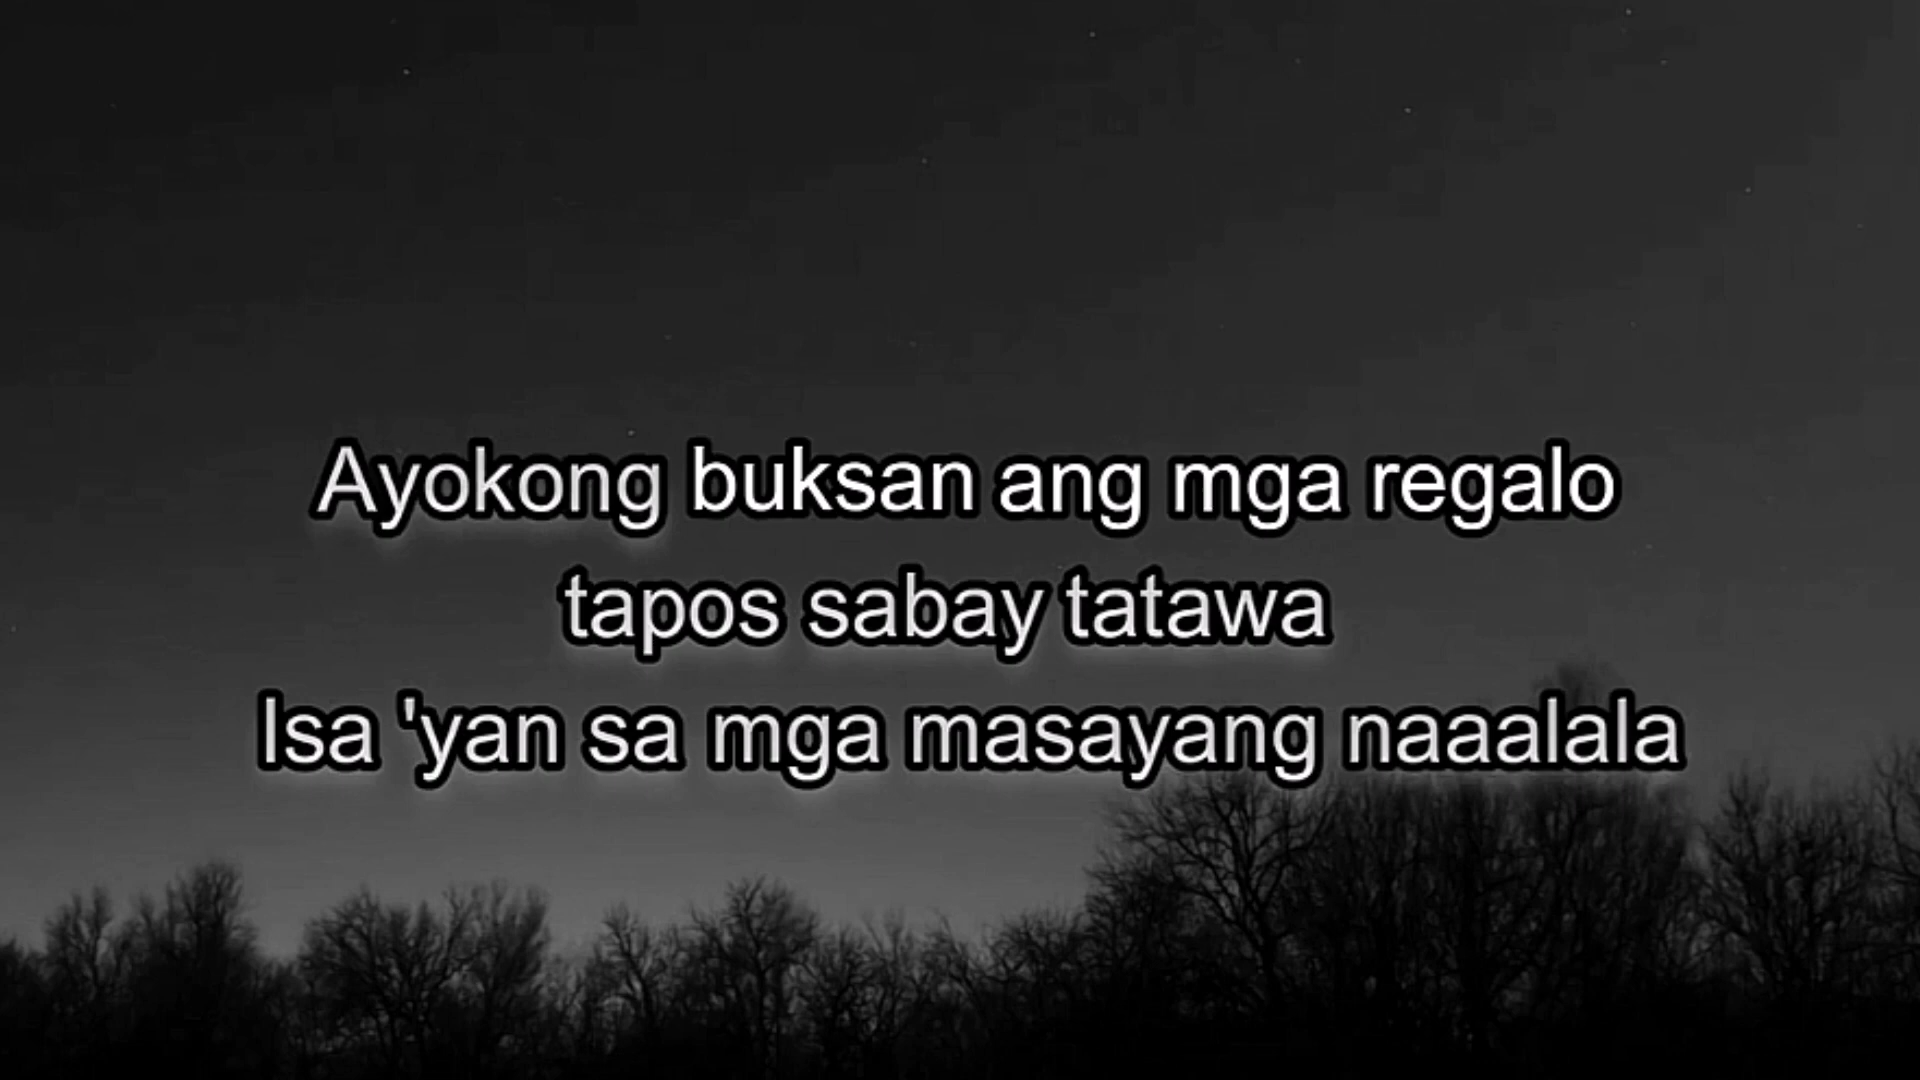 Ayokong buksan ang mga regalo
tapos sabay tatawa
Isa 'yan sa mga masayang naaalala